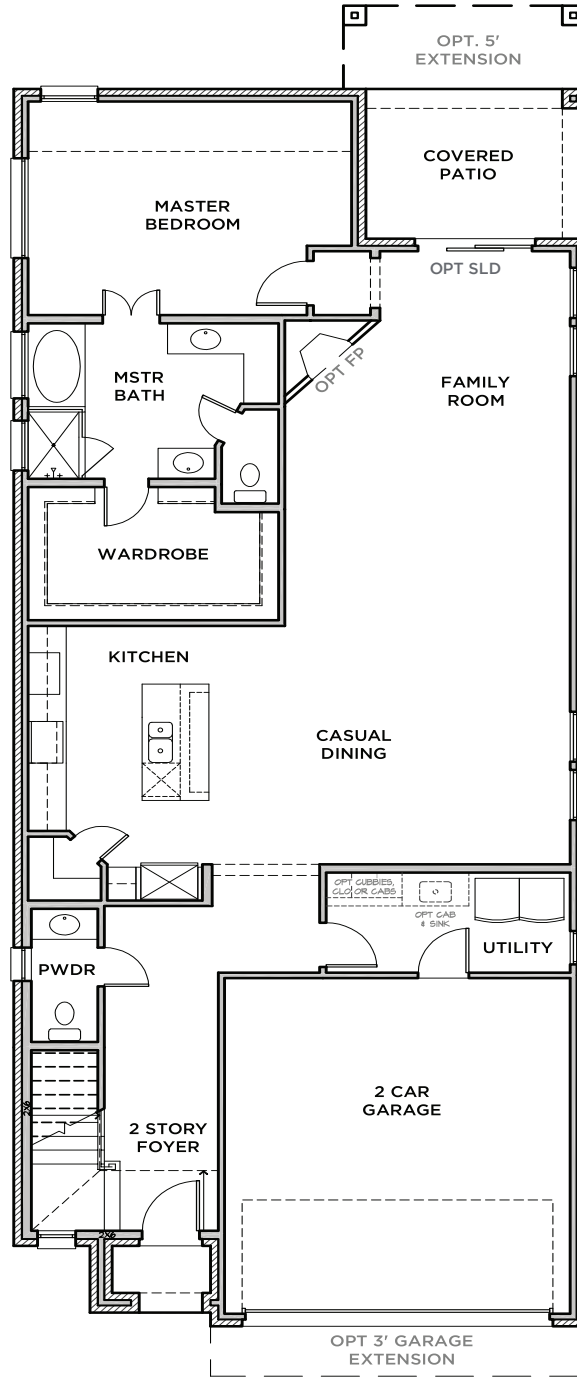 OPT. 5'
EXTENSION
COVERED
PATIO
MASTER
BEDROOM
OPT SLD
OPT FP
MSTR
BATH
FAMILY
ROOM
WARDROBE
KITCHEN
CASUAL
DINING
OPT CUBBIES,
CLO OR CABS
OPT CAB
& SINK
UTILITY
PWDR
2 CAR
GARAGE
2X6
2 STORY
FOYER
2X6
OPT 3' GARAGE
EXTENSION